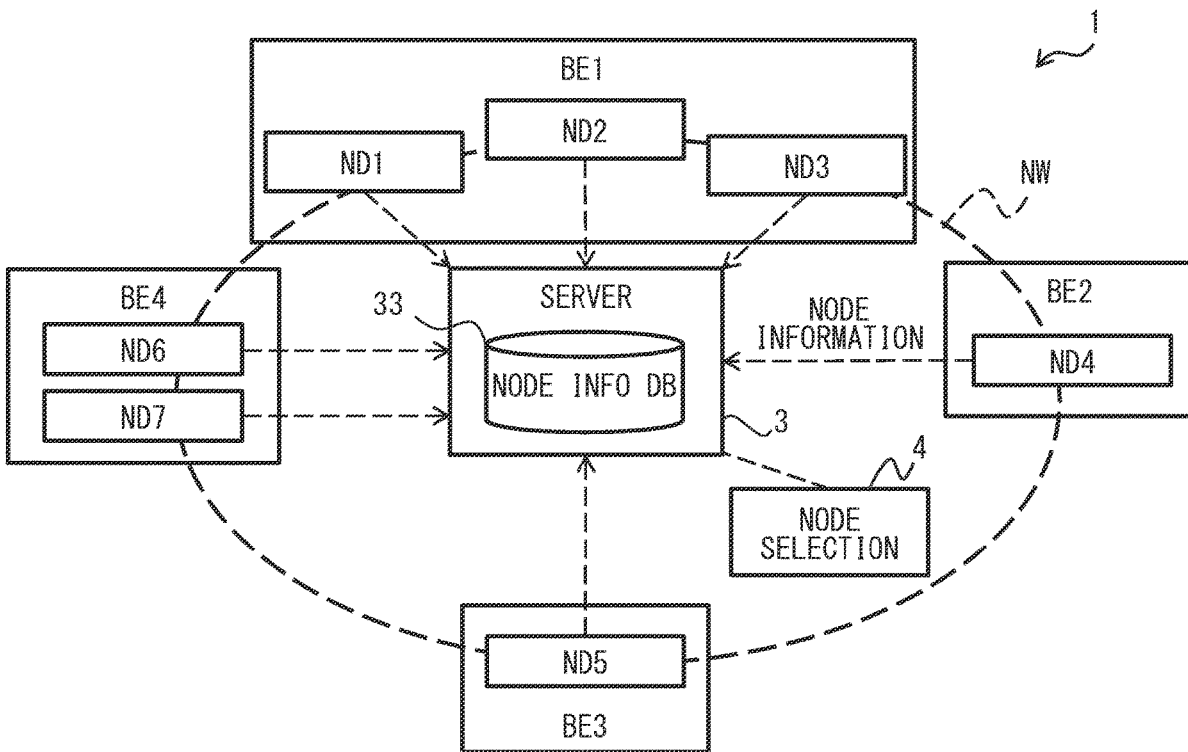 1
BE1
ND1
ND2
ND3
NW
BE4
ND6
ND7
33
SERVER
NODE INFO DB
3
NODE
INFORMATION
BE2
ND4
4
NODE
SELECTION
ND5
BE3